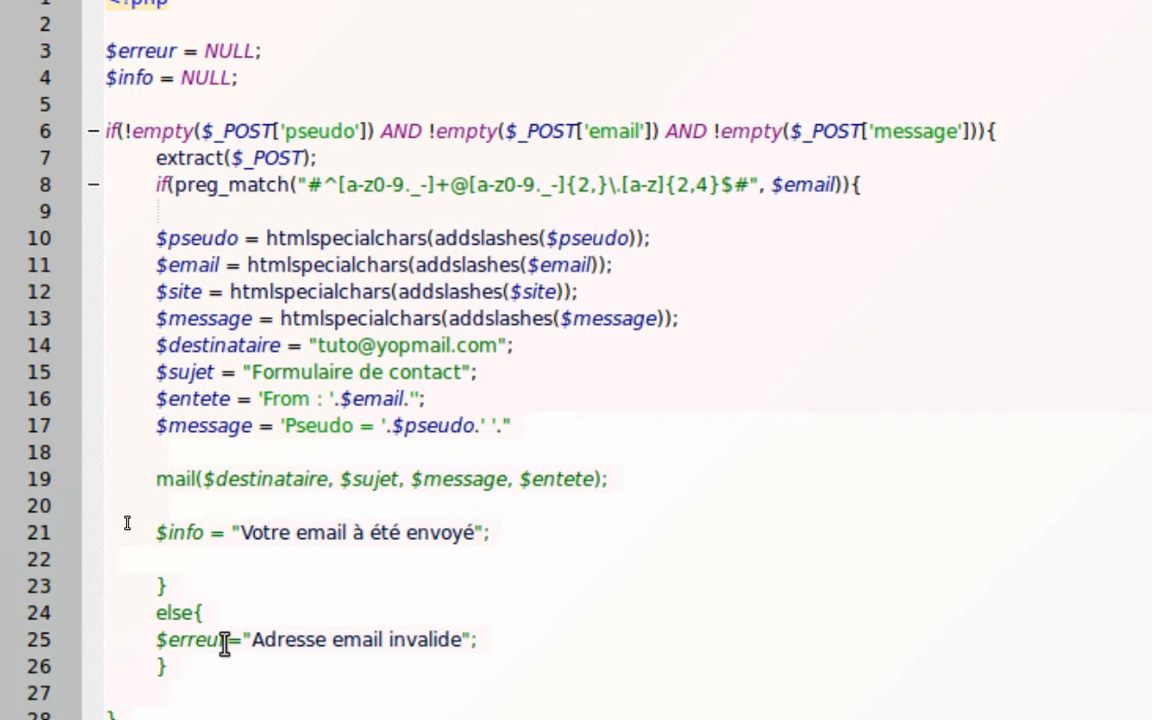 1 <?php
2
3 $erreur = NULL;
4 $info = NULL;
5
6 if(!empty($_POST['pseudo']) AND !empty($_POST['email']) AND !empty($_POST['message'])){
7 extract($_POST);
8 if(preg_match("#^[a-z0-9._-]+@[a-z0-9._-]{2,}\.[a-z]{2,4}$#", $email)){
9
10 $pseudo = htmlspecialchars(addslashes($pseudo));
11 $email = htmlspecialchars(addslashes($email));
12 $site = htmlspecialchars(addslashes($site));
13 $message = htmlspecialchars(addslashes($message));
14 $destinataire = "tuto@yopmail.com";
15 $sujet = "Formulaire de contact";
16 $entete = 'From : '.$email.'';
17 $message = 'Pseudo = '.$pseudo.' '."
18
19 mail($destinataire, $sujet, $message, $entete);
20
21 $info = "Votre email à été envoyé";
22
23 }
24 else{
25 $erreur="Adresse email invalide";
26 }
27
28 }